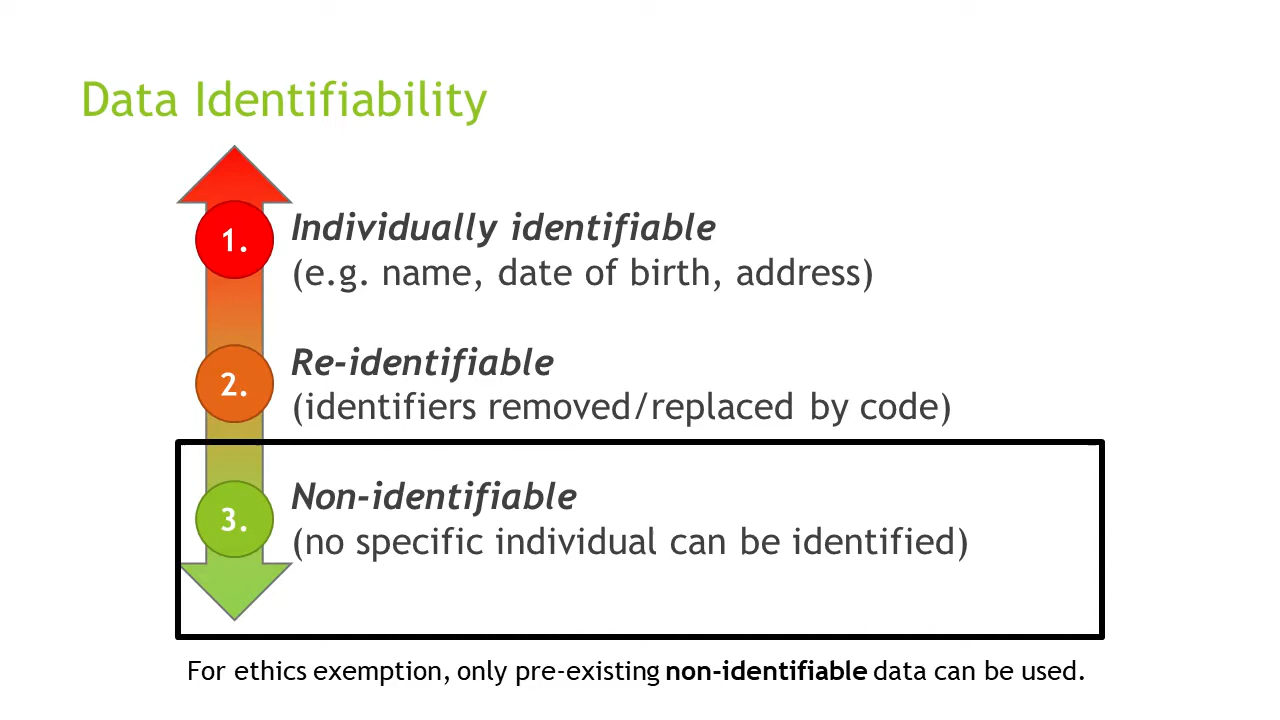 Data Identifiability
1.
Individually identifiable
(e.g. name, date of birth, address)
2.
Re-identifiable
(identifiers removed/replaced by code)
3.
Non-identifiable
(no specific individual can be identified)
For ethics exemption, only pre-existing non-identifiable data can be used.